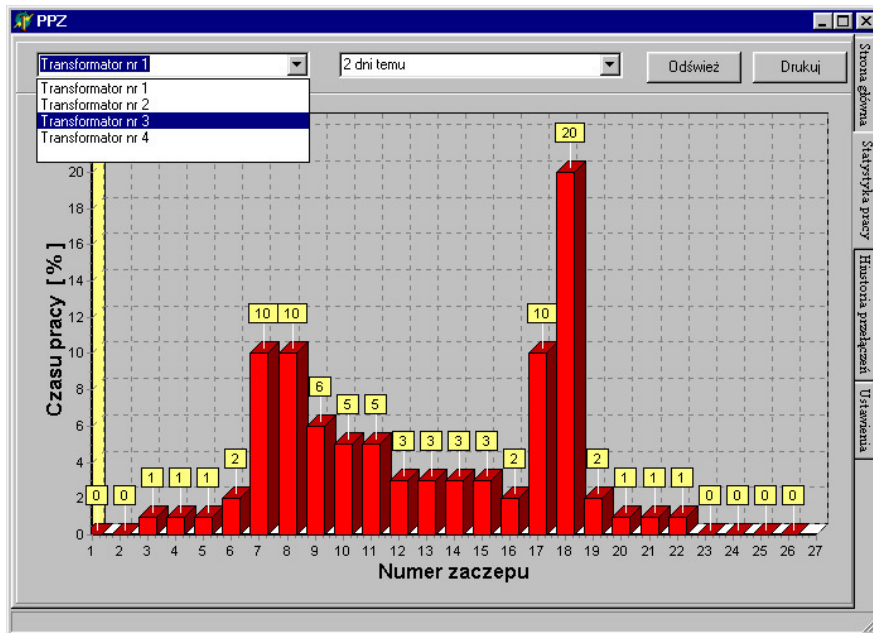 PPZ
Transformator nr 1
2 dni temu
Odśwież
Drukuj
Transformator nr 1
Transformator nr 2
Transformator nr 3
Transformator nr 4
Strona główna
Statystyka pracy
Hiustoria przełączeń
Ustawienia
Czasu pracy [ % ]
20
18
16
14
12
10
8
6
4
2
0
0 0 1 1 1 2 10 10 6 5 5 3 3 3 3 2 10 20 2 1 1 1 0 0 0 0
1 2 3 4 5 6 7 8 9 10 11 12 13 14 15 16 17 18 19 20 21 22 23 24 25 26 27
Numer zaczepu